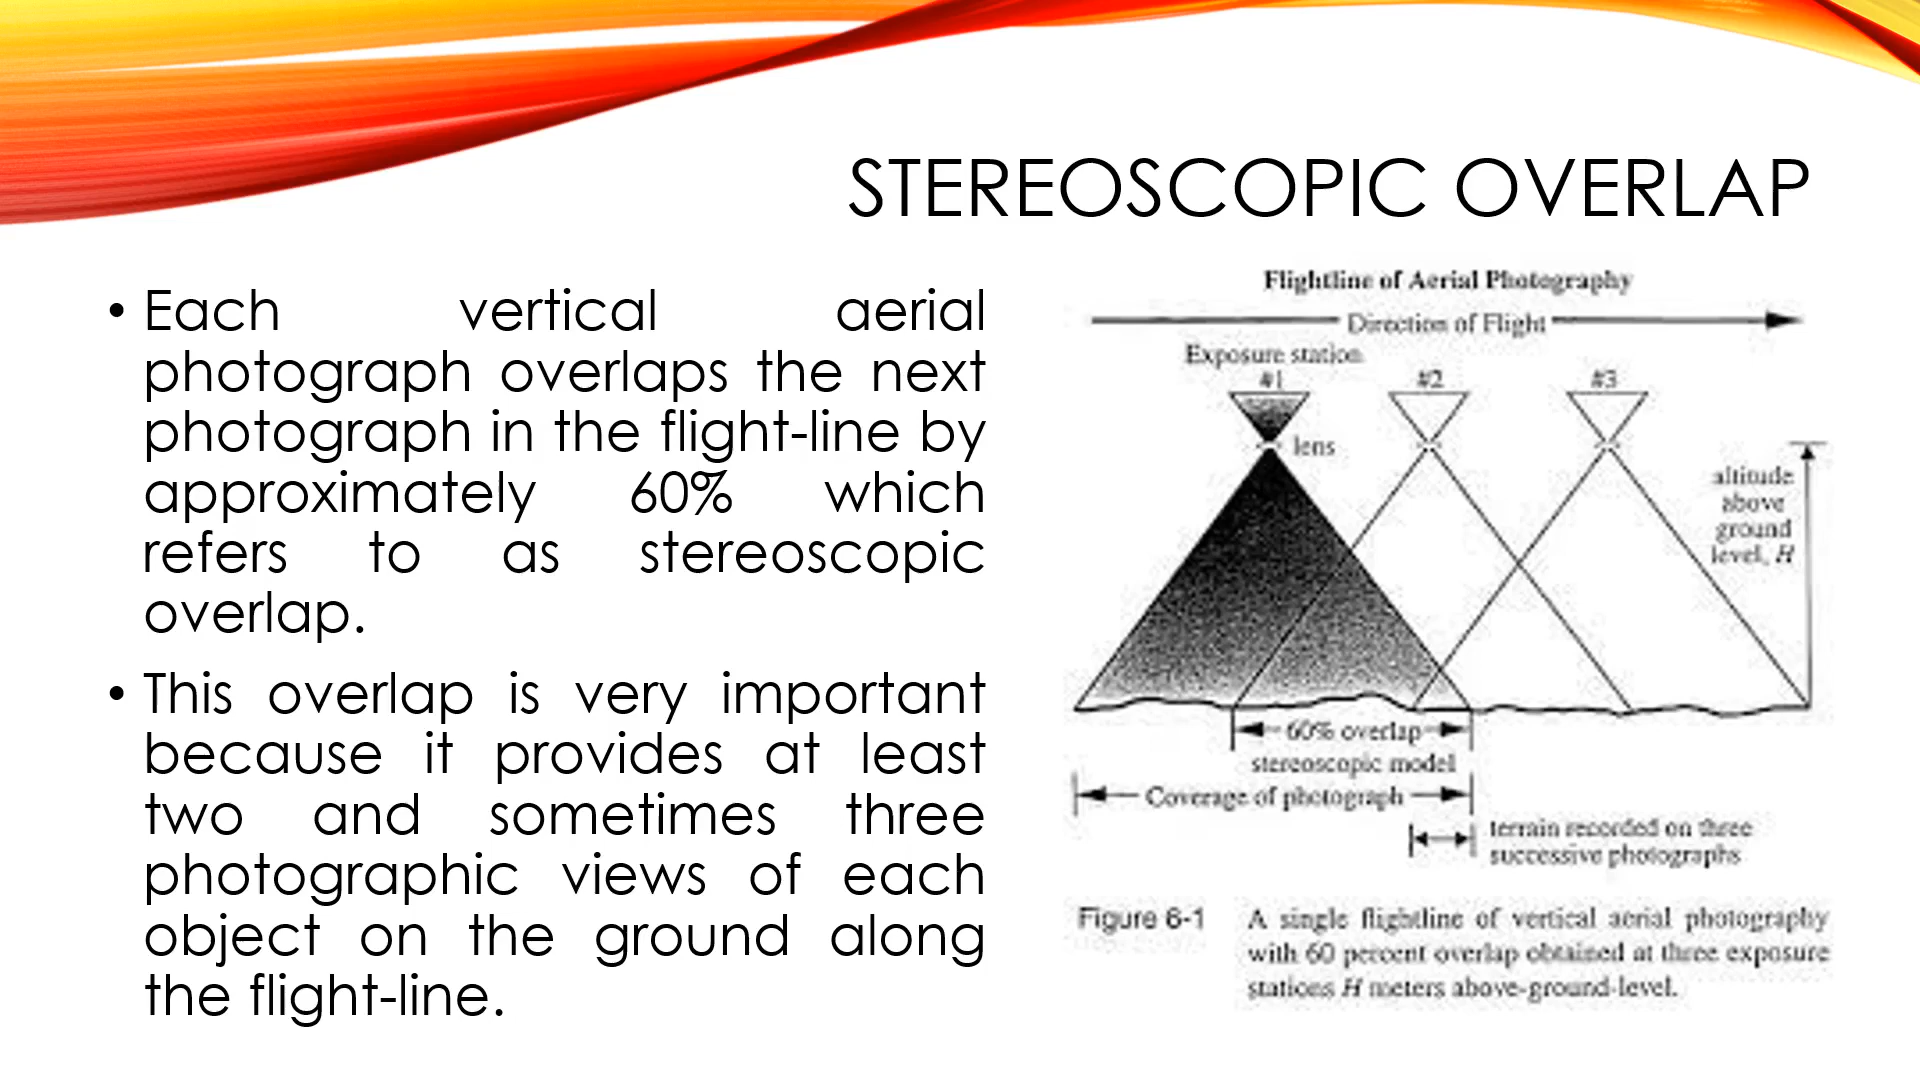 STEREOSCOPIC OVERLAP
• Each vertical aerial
photograph overlaps the next
photograph in the flight-line by
approximately 60% which
refers to as stereoscopic
overlap.
• This overlap is very important
because it provides at least
two and sometimes three
photographic views of each
object on the ground along
the flight-line.
Flightline of Aerial Photography
Direction of Flight
Exposure station
#1 #2 #3
lens
altitude
above
ground
level, H
60% overlap
stereoscopic model
Coverage of photograph
terrain recorded on three
successive photographs
Figure 6-1 A single flightline of vertical aerial photography
with 60 percent overlap obtained at three exposure
stations H meters above-ground-level.